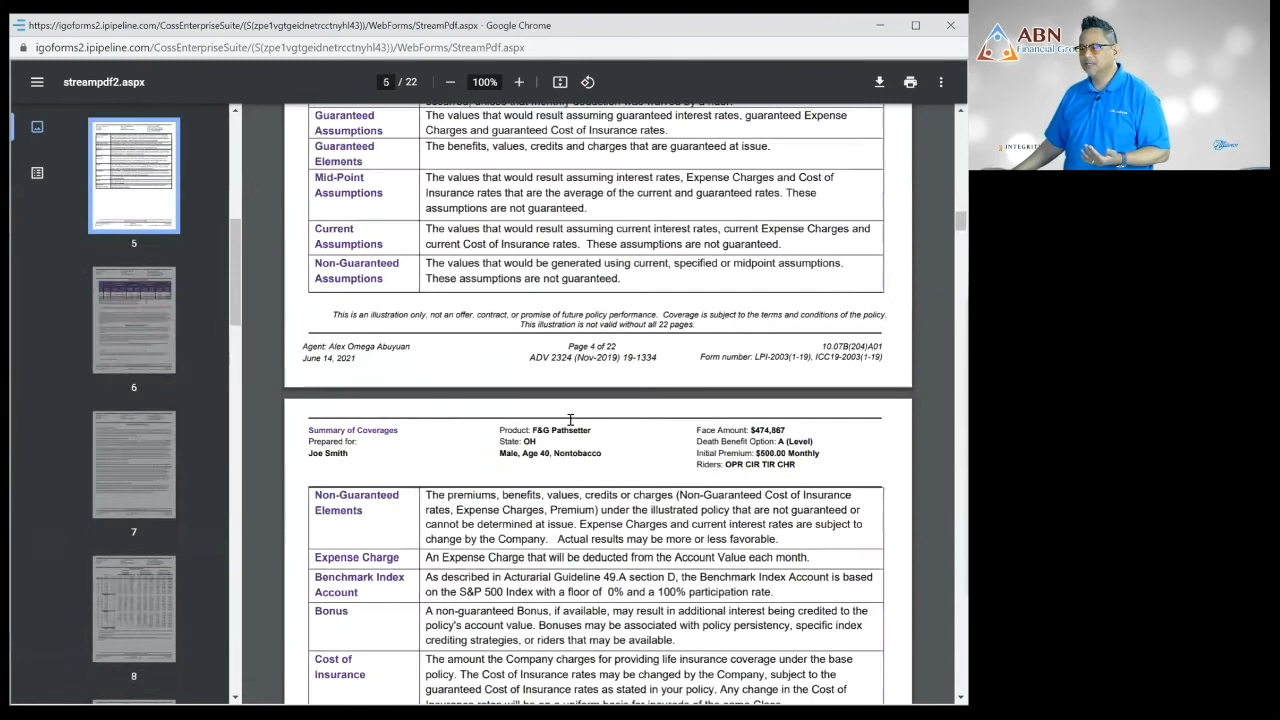 https://igoforms2.ipipeline.com/CossEnterpriseSuite/(S(zpe1vgtgeidnetrcctnyhl43))/WebForms/StreamPdf.aspx - Google Chrome
igoforms2.ipipeline.com/CossEnterpriseSuite/(S(zpe1vgtgeidnetrcctnyhl43))/WebForms/StreamPdf.aspx
streampdf2.aspx
5 / 22
100%
5
6
7
8
Guaranteed Assumptions
The values that would result assuming guaranteed interest rates, guaranteed Expense
Charges and guaranteed Cost of Insurance rates.
Guaranteed Elements
The benefits, values, credits and charges that are guaranteed at issue.
Mid-Point Assumptions
The values that would result assuming interest rates, Expense Charges and Cost of
Insurance rates that are the average of the current and guaranteed rates. These
assumptions are not guaranteed.
Current Assumptions
The values that would result assuming current interest rates, current Expense Charges and
current Cost of Insurance rates. These assumptions are not guaranteed.
Non-Guaranteed Assumptions
The values that would be generated using current, specified or midpoint assumptions.
These assumptions are not guaranteed.
This is an illustration only, not an offer, contract, or promise of future policy performance. Coverage is subject to the terms and conditions of the policy.
This illustration is not valid without all 22 pages.
Agent: Alex Omega Abuyuan
June 14, 2021
Page 4 of 22
ADV 2324 (Nov-2019) 19-1334
10.07B(204)A01
Form number: LPI-2003(1-19), ICC19-2003(1-19)
Summary of Coverages
Prepared for:
Joe Smith
Product: F&G Pathsetter
State: OH
Male, Age 40, Nontobacco
Face Amount: $474,867
Death Benefit Option: A (Level)
Initial Premium: $500.00 Monthly
Riders: OPR CIR TIR CHR
Non-Guaranteed Elements
The premiums, benefits, values, credits or charges (Non-Guaranteed Cost of Insurance
rates, Expense Charges, Premium) under the illustrated policy that are not guaranteed or
cannot be determined at issue. Expense Charges and current interest rates are subject to
change by the Company. Actual results may be more or less favorable.
Expense Charge
An Expense Charge that will be deducted from the Account Value each month.
Benchmark Index Account
As described in Acturarial Guideline 49.A section D, the Benchmark Index Account is based
on the S&P 500 Index with a floor of 0% and a 100% participation rate.
Bonus
A non-guaranteed Bonus, if available, may result in additional interest being credited to the
policy's account value. Bonuses may be associated with policy persistency, specific index
crediting strategies, or riders that may be available.
Cost of Insurance
The amount the Company charges for providing life insurance coverage under the base
policy. The Cost of Insurance rates may be changed by the Company, subject to the
guaranteed Cost of Insurance rates as stated in your policy. Any change in the Cost of
ABN
Financial Gro
INTEGRIT